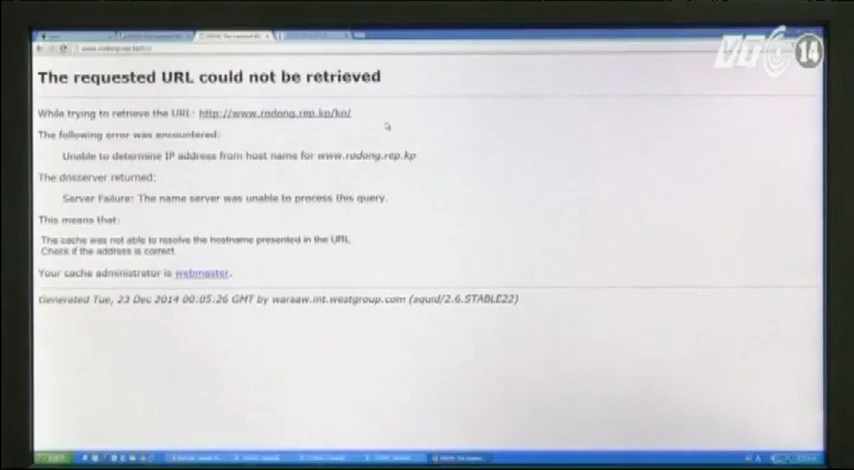 VTC 14
The requested URL could not be retrieved
While trying to retrieve the URL: http://www.rodong.rep.kp/ko/
The following error was encountered:
Unable to determine IP address from host name for www.rodong.rep.kp
The dnsserver returned:
Server Failure: The name server was unable to process this query.
This means that:
The cache was not able to resolve the hostname presented in the URL.
Check if the address is correct.
Your cache administrator is webmaster.
Generated Tue, 23 Dec 2014 00:05:26 GMT by warsaw.int.westgroup.com (squid/2.6.STABLE22)